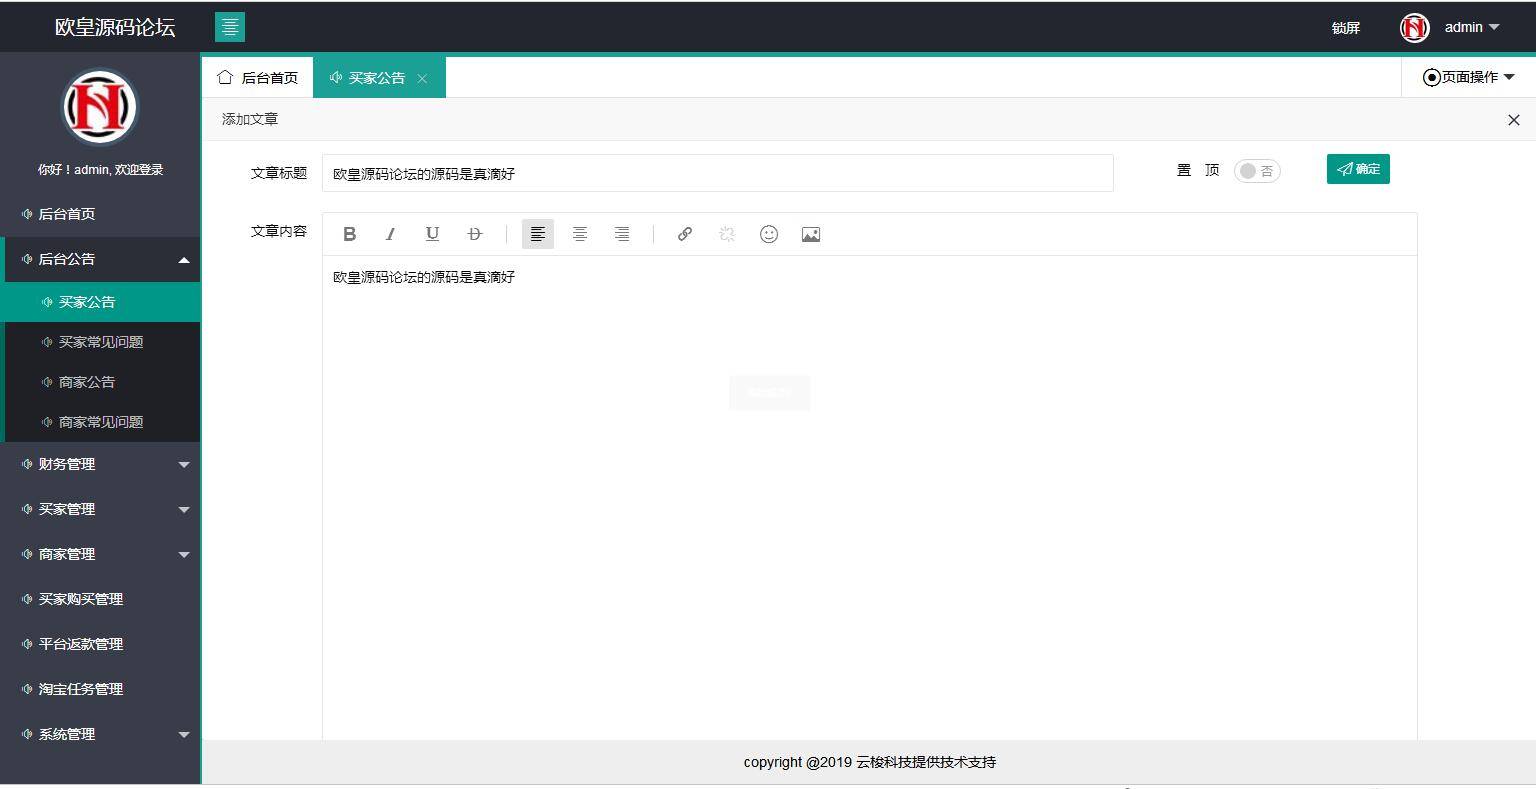 欧皇源码论坛
锁屏
admin
你好！admin, 欢迎登录
后台首页
后台公告
买家公告
买家常见问题
商家公告
商家常见问题
财务管理
买家管理
商家管理
买家购买管理
平台返款管理
淘宝任务管理
系统管理
后台首页
买家公告
页面操作
添加文章
文章标题
欧皇源码论坛的源码是真滴好
置 顶
否
确定
文章内容
B I U D
欧皇源码论坛的源码是真滴好
copyright @2019 云梭科技提供技术支持